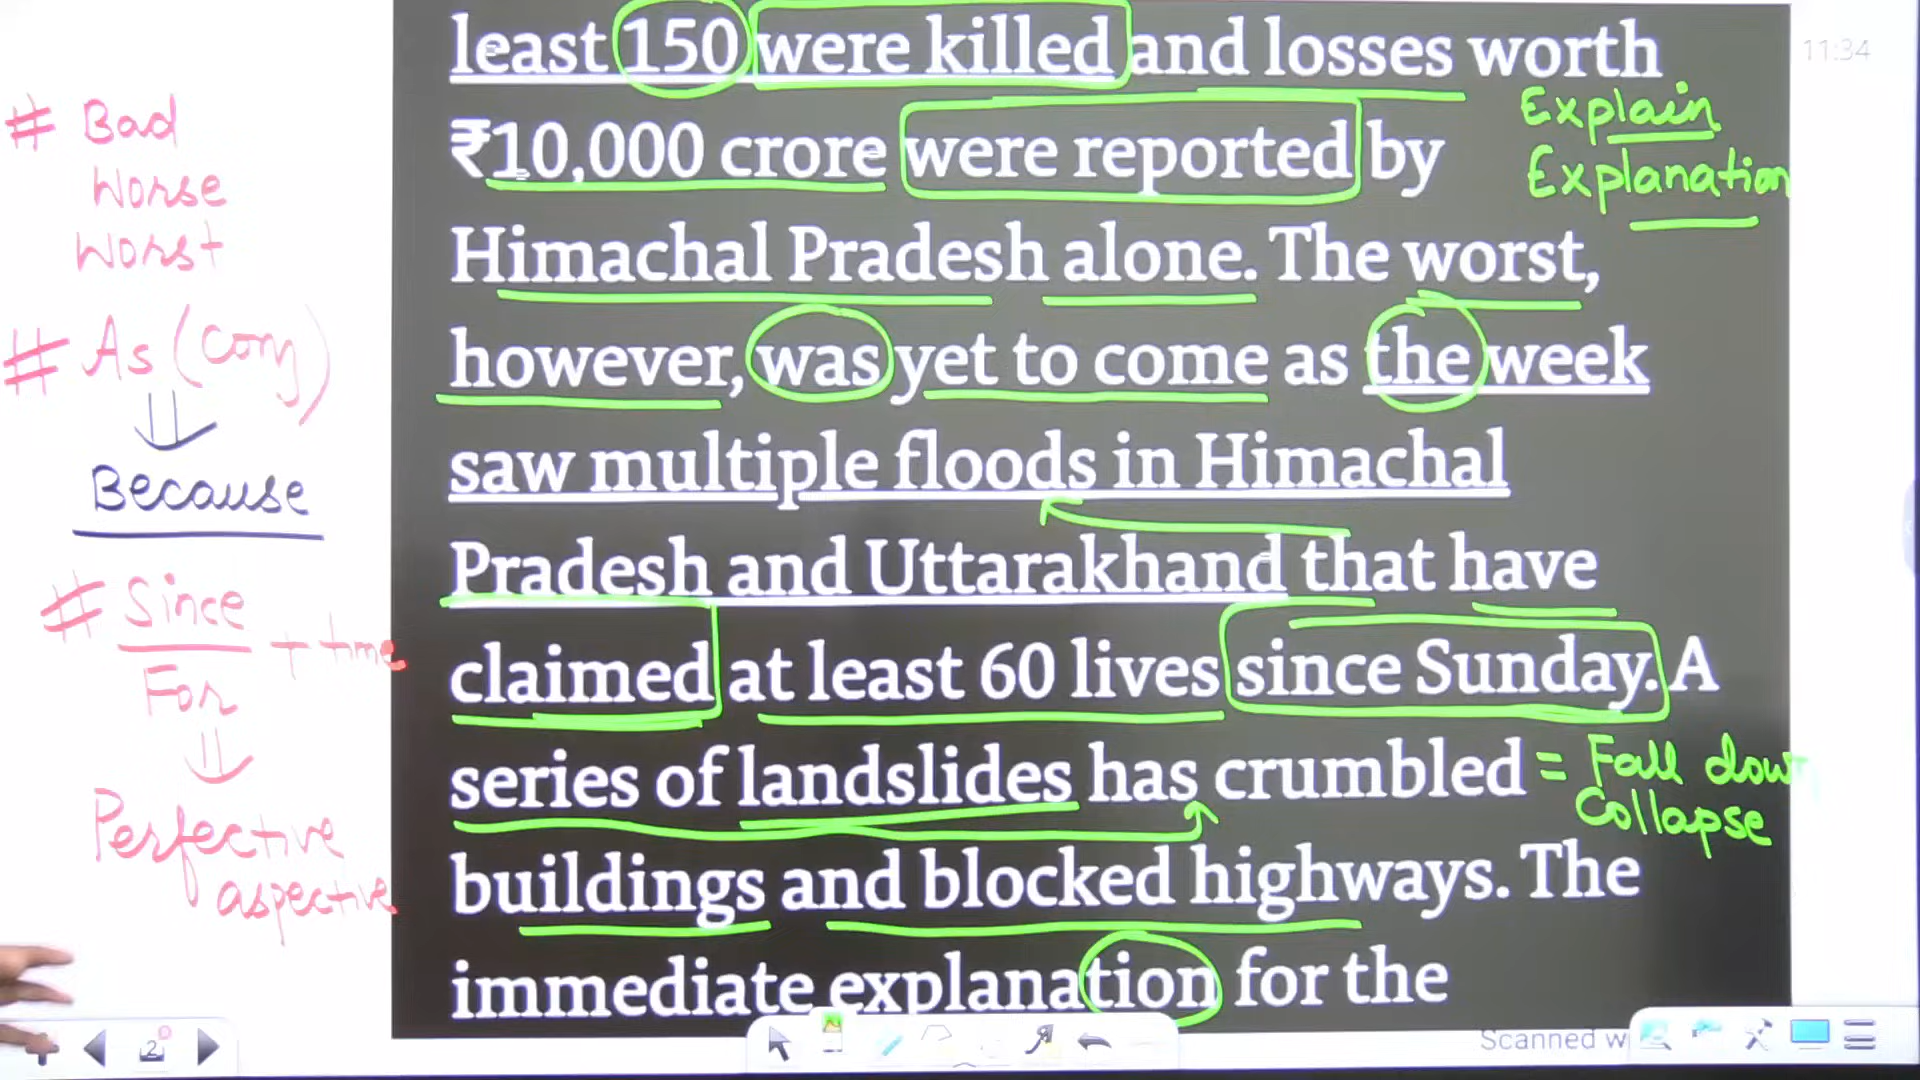 least 150 were killed and losses worth
11:34
# Bad
Explain
₹10,000 crore were reported by
Explanation
Worse
Worst
Himachal Pradesh alone. The worst,
# As (Conj)
however, was yet to come as the week
Because
saw multiple floods in Himachal
Pradesh and Uttarakhand that have
# Since
For
+ time
claimed at least 60 lives since Sunday. A
series of landslides has crumbled = Fall down
Collapse
Perfective
aspective
buildings and blocked highways. The
immediate explanation for the
2
Scanned w